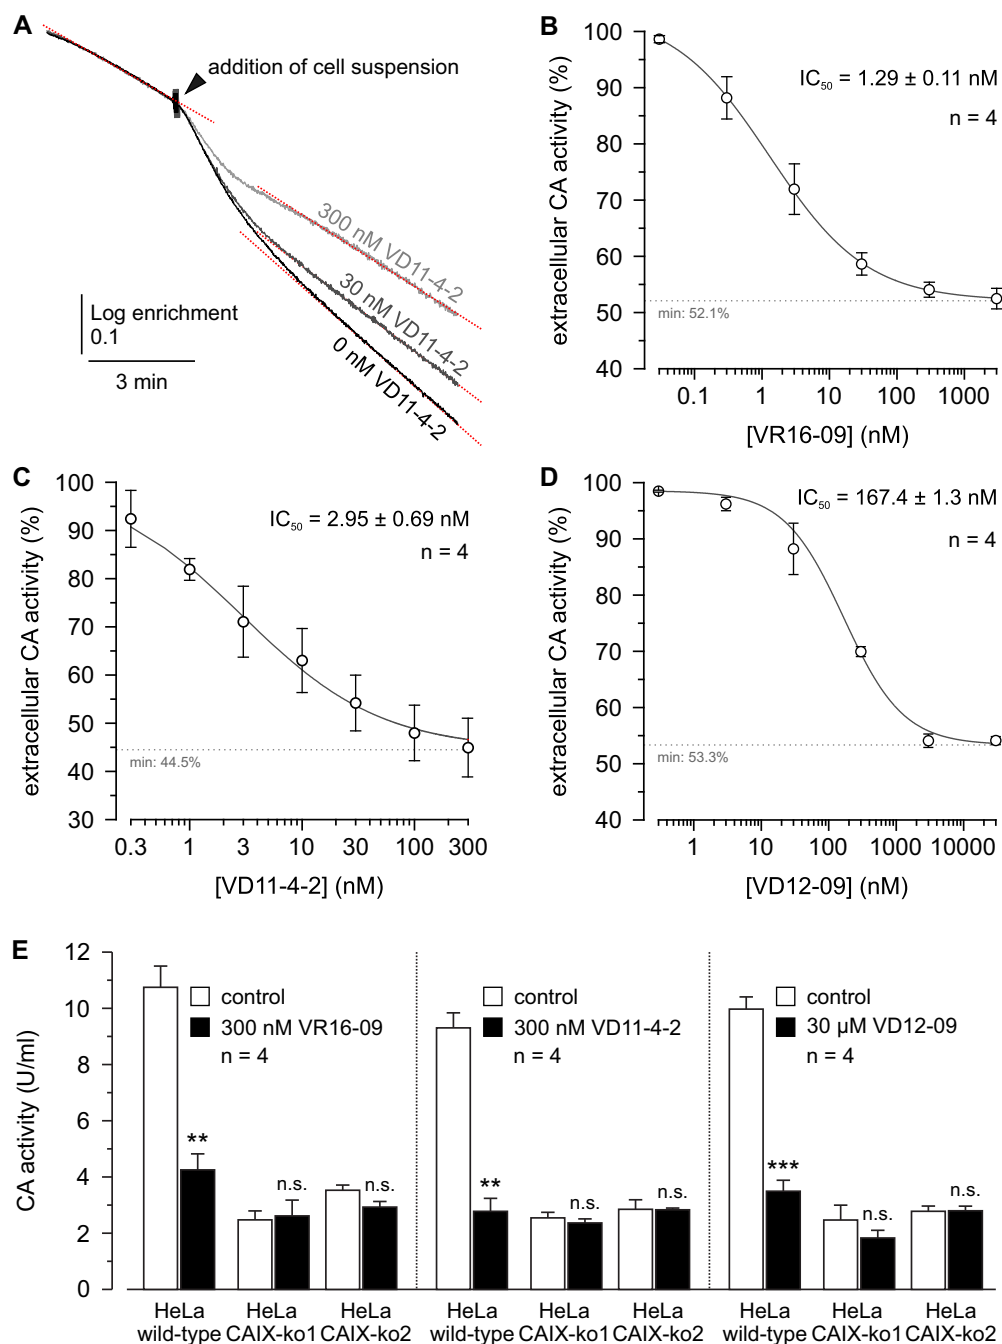 A
addition of cell suspension
300 nM VD11-4-2
30 nM VD11-4-2
0 nM VD11-4-2
Log enrichment
0.1
3 min
B
extracellular CA activity (%)
100
90
80
70
60
50
40
IC50 = 1.29 ± 0.11 nM
n = 4
min: 52.1%
0.1 1 10 100 1000
[VR16-09] (nM)
C
extracellular CA activity (%)
100
90
80
70
60
50
40
30
IC50 = 2.95 ± 0.69 nM
n = 4
min: 44.5%
0.3 1 3 10 30 100 300
[VD11-4-2] (nM)
D
extracellular CA activity (%)
100
90
80
70
60
50
40
IC50 = 167.4 ± 1.3 nM
n = 4
min: 53.3%
1 10 100 1000 10000
[VD12-09] (nM)
E
CA activity (U/ml)
12
10
8
6
4
2
0
control
300 nM VR16-09
n = 4
**
n.s.
n.s.
control
300 nM VD11-4-2
n = 4
**
n.s.
n.s.
control
30 µM VD12-09
n = 4
***
n.s.
n.s.
HeLa HeLa HeLa HeLa HeLa HeLa HeLa HeLa HeLa
wild-type CAIX-ko1 CAIX-ko2 wild-type CAIX-ko1 CAIX-ko2 wild-type CAIX-ko1 CAIX-ko2